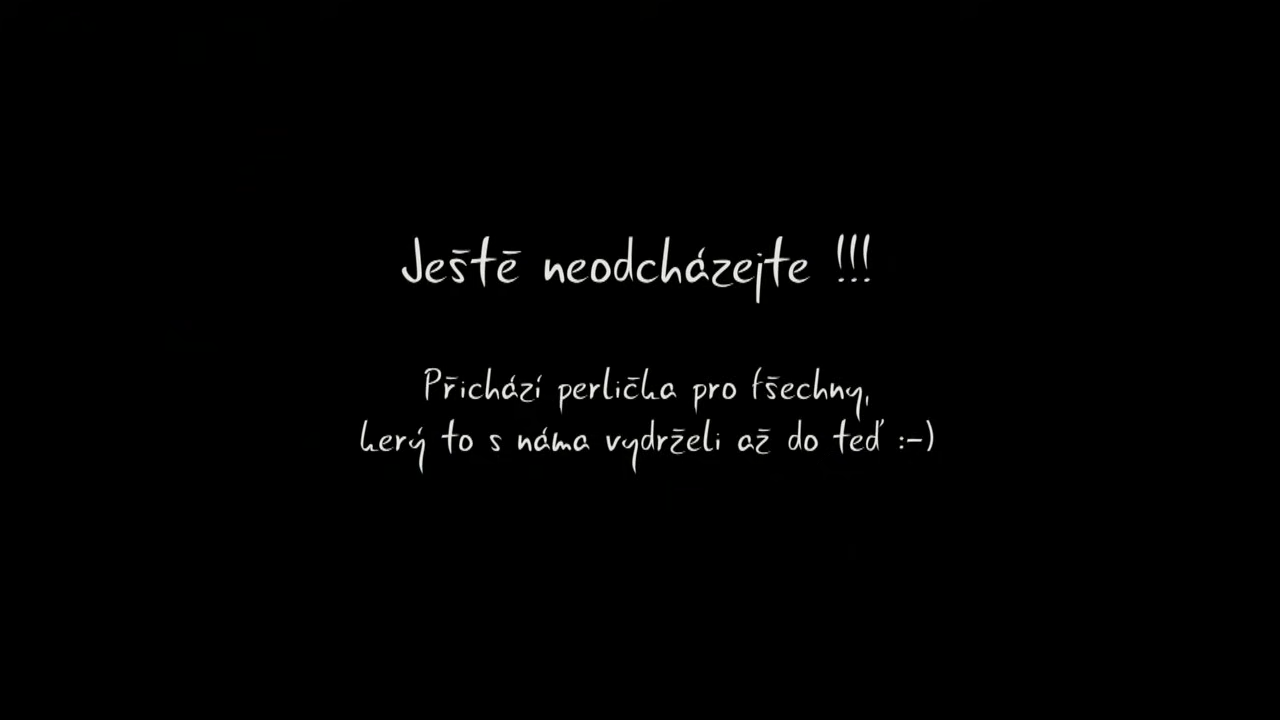 Ještě neodcházejte !!!
Přichází perlička pro fšechny,
kerý to s náma vydrželi až do teď :-)